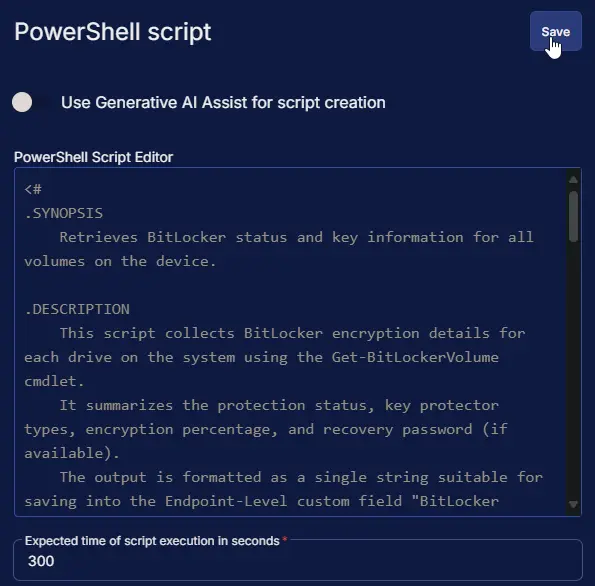 PowerShell script
Save
Use Generative AI Assist for script creation
PowerShell Script Editor
<#
.SYNOPSIS
Retrieves BitLocker status and key information for all
volumes on the device.
.DESCRIPTION
This script collects BitLocker encryption details for
each drive on the system using the Get-BitLockerVolume
cmdlet.
It summarizes the protection status, key protector
types, encryption percentage, and recovery password (if
available).
The output is formatted as a single string suitable for
saving into the Endpoint-Level custom field "BitLocker
Expected time of script execution in seconds *
300